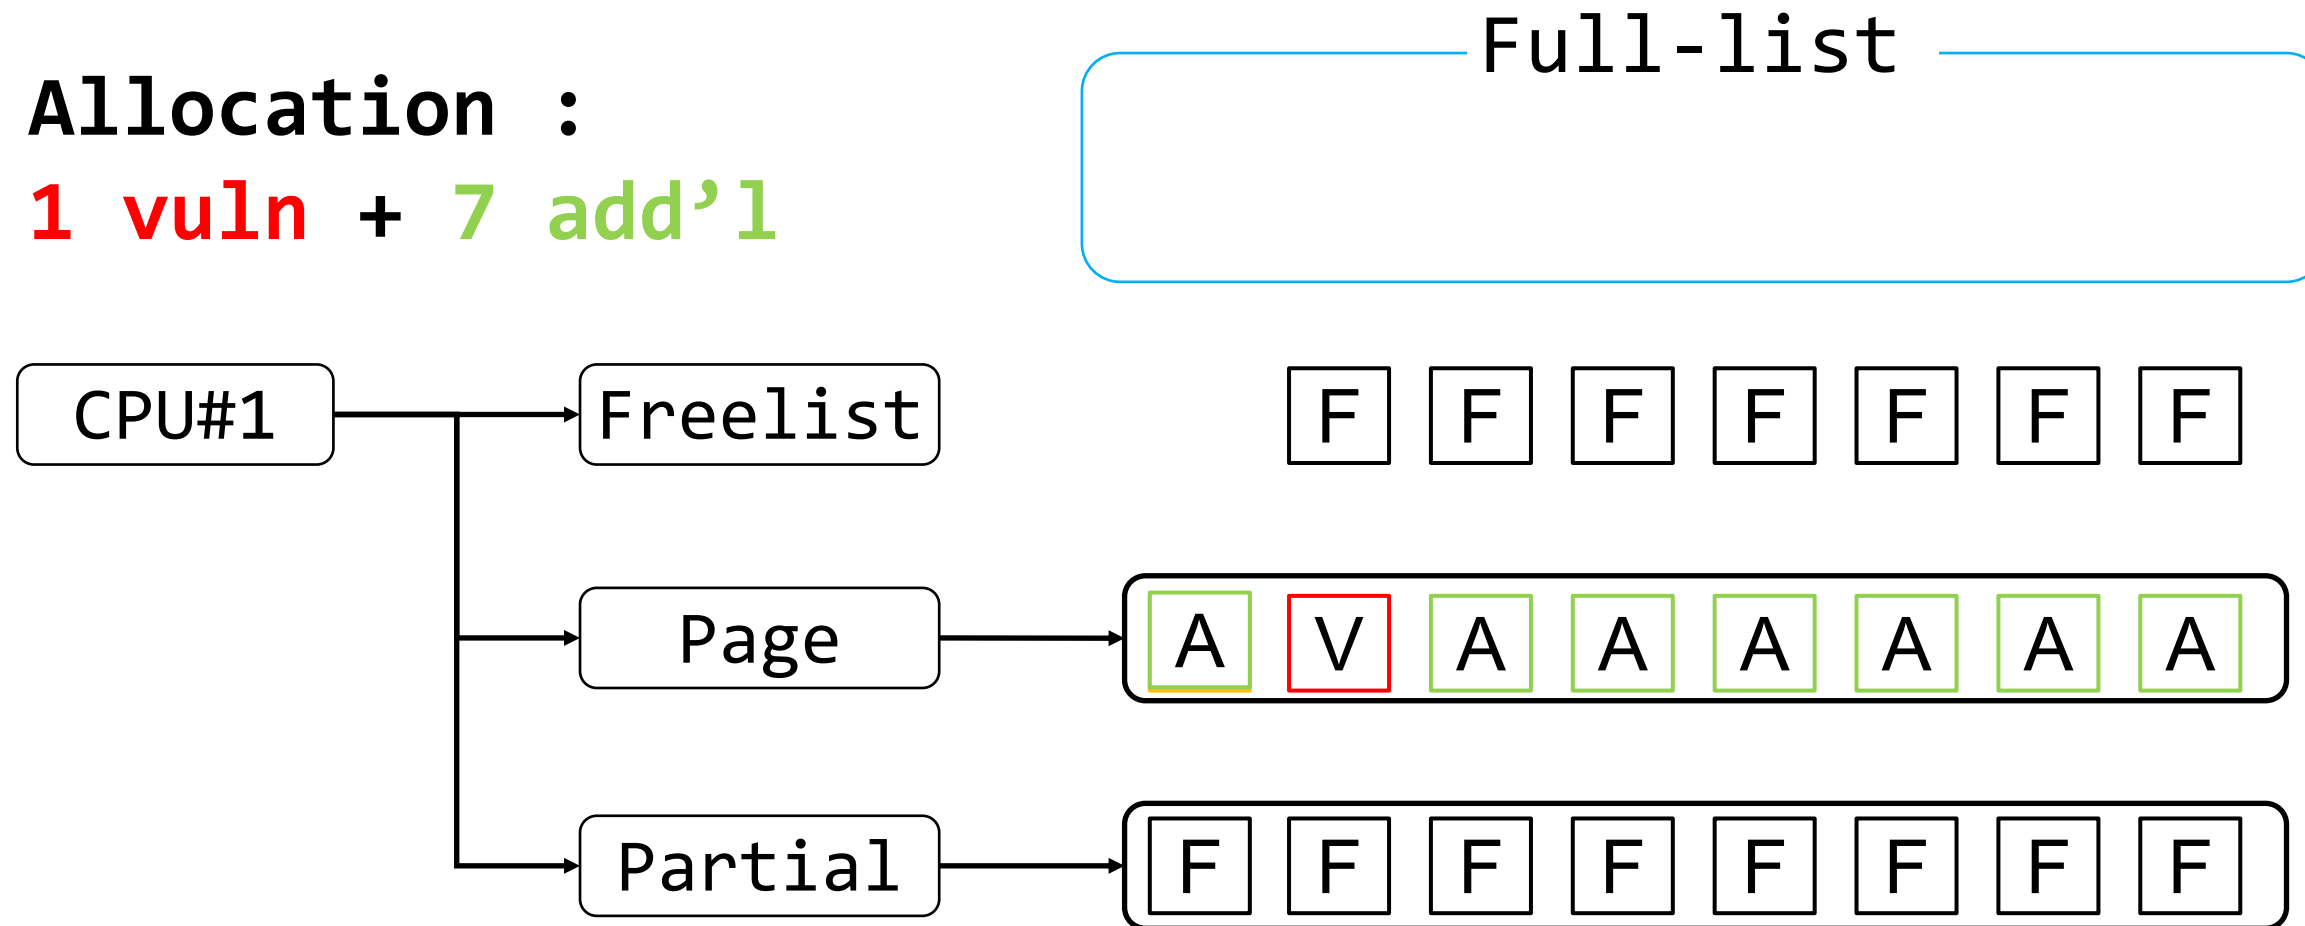 Full-list
Allocation :
1 vuln + 7 add’l
CPU#1 Freelist F F F F F F F
Page A V A A A A A A
Partial F F F F F F F F